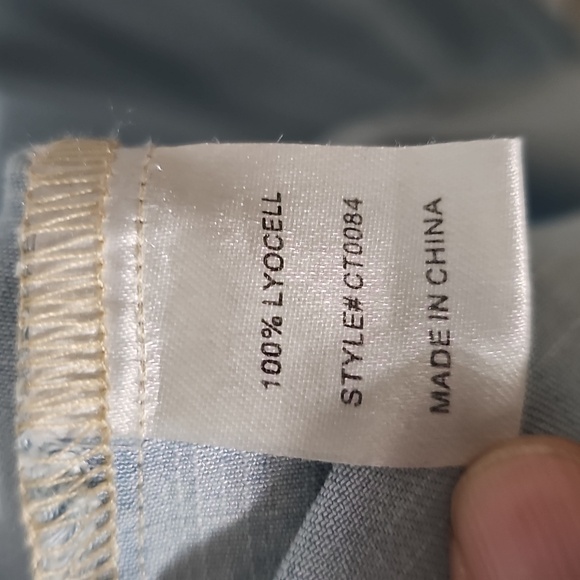 100% LYOCELL
STYLE# CT0084
MADE IN CHINA